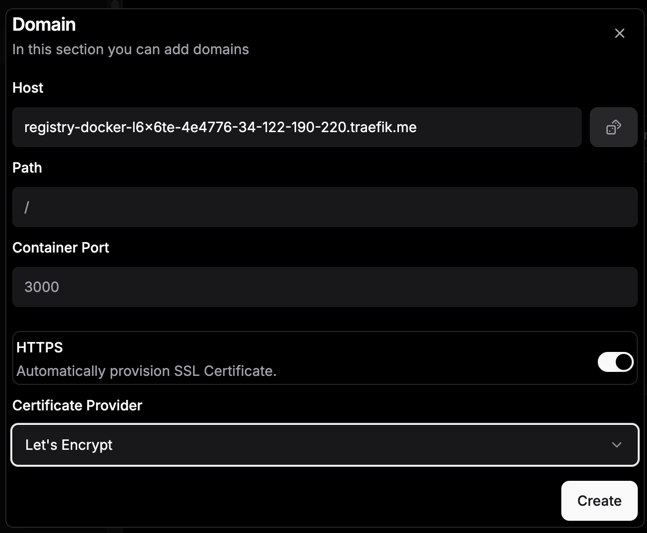 Domain
In this section you can add domains
Host
registry-docker-l6x6te-4e4776-34-122-190-220.traefik.me
Path
/
Container Port
3000
HTTPS
Automatically provision SSL Certificate.
Certificate Provider
Let's Encrypt
Create